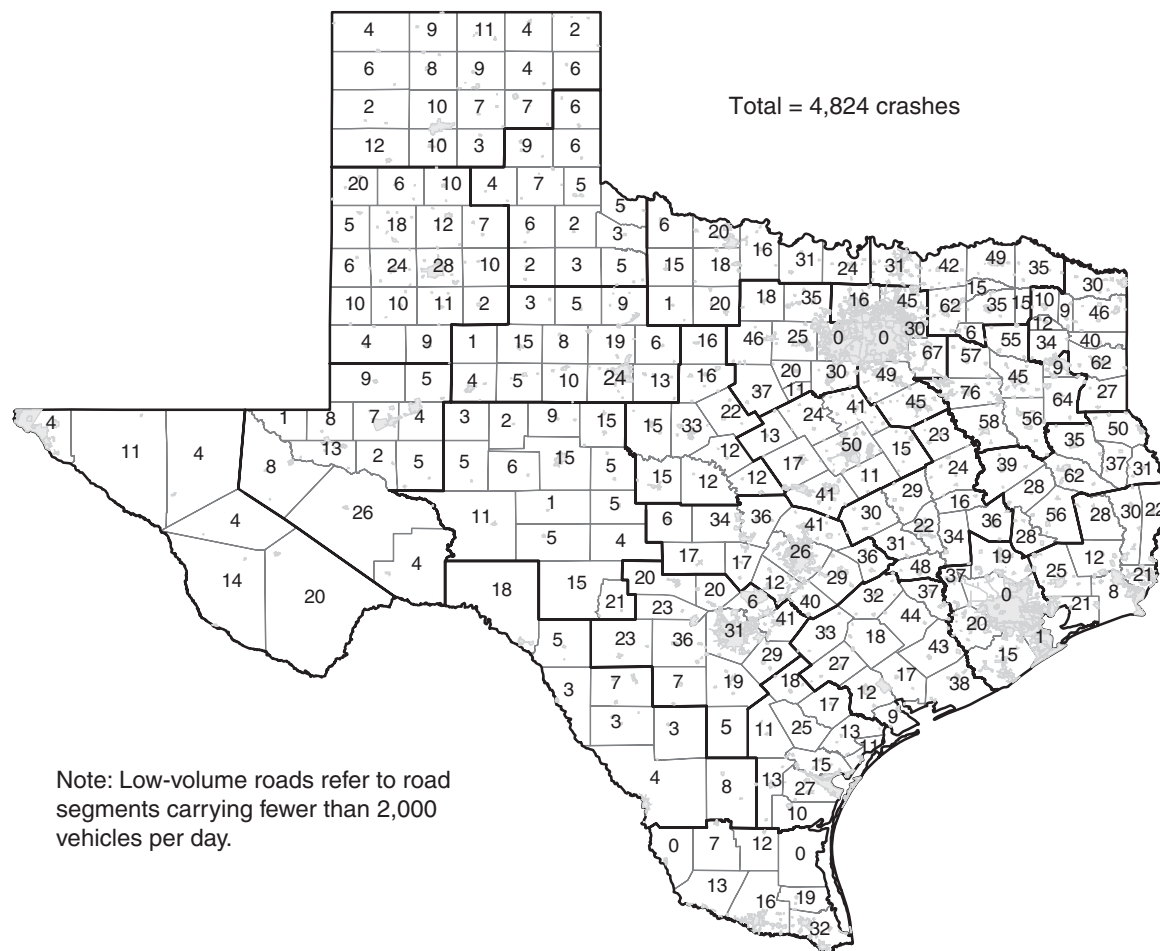 4 9 11 4 2
6 8 9 4 6
Total = 4,824 crashes
2 10 7 7 6
12 10 3 9 6
20 6 10 4 7 5
5
5 18 12 7 6 2 3 6 20
16 31 24 31 42 49 35
6 24 28 10 2 3 5 15 18
15 30
10 10 11 2 3 5 9 1 20 18 35 16 45 62 35 15 10 9 46
12
4 9 1 15 8 19 6 16 46 25 0 0 30 6 55 34 40
67 57 62
9 5 4 5 10 24 13 16 20 30 49 45 9
37 11 76 64 27
4 1 8 7 4 3 2 9 15 15 33 22 24 41 45 58 56 50
11 4 13 2 5 5 6 15 5 12 13 50 15 23 35
8 15 12 12 17 11 24 39 62 37 31
26 11 1 5 36 41 29 16 28
4 5 4 6 34 41 30 22 36 56 28 30 22
17 17 26 36 31 34 28 12
4 19
14 20 18 15 20 20 12 29 48 37 25 21
21 23 6 40 32 37 0 8
5 23 36 31 41 33 18 44 20 21
1
29 27 43 15
3 7 7 19 18 17 38
3 3 5 11 17 12 9
25 13 11
4 8 13 15
27
10
Note: Low-volume roads refer to road
segments carrying fewer than 2,000
vehicles per day.
0 7 12 0
13 16 19
32